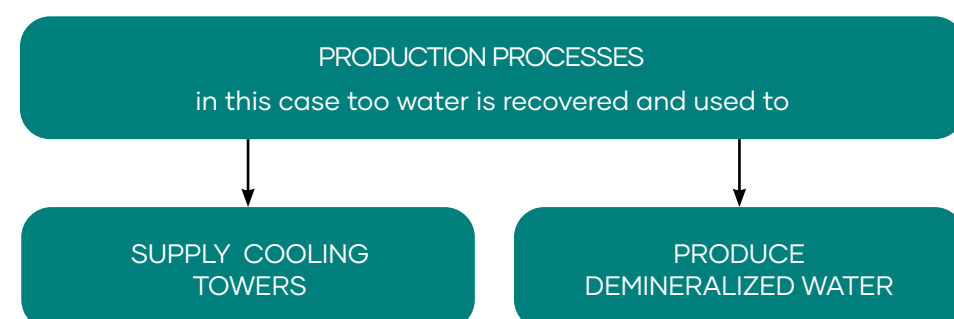 PRODUCTION PROCESSES
in this case too water is recovered and used to
SUPPLY COOLING
TOWERS
PRODUCE
DEMINERALIZED WATER